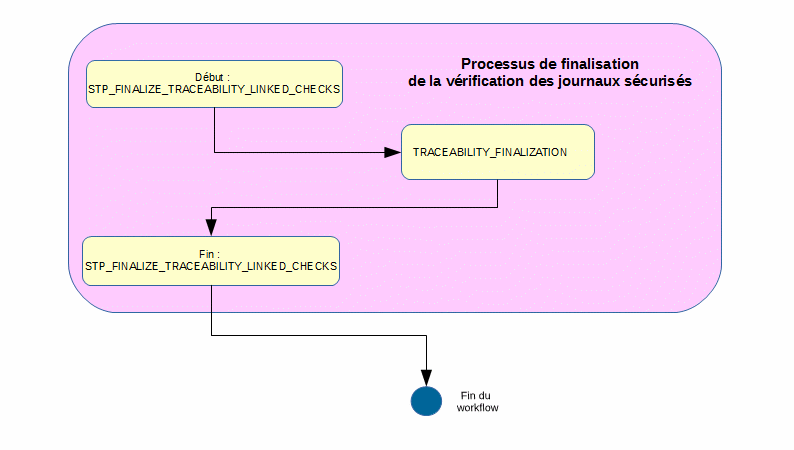 Processus de finalisation
de la vérification des journaux sécurisés
Début :
STP_FINALIZE_TRACEABILITY_LINKED_CHECKS
TRACEABILITY_FINALIZATION
Fin :
STP_FINALIZE_TRACEABILITY_LINKED_CHECKS
Fin du
workflow